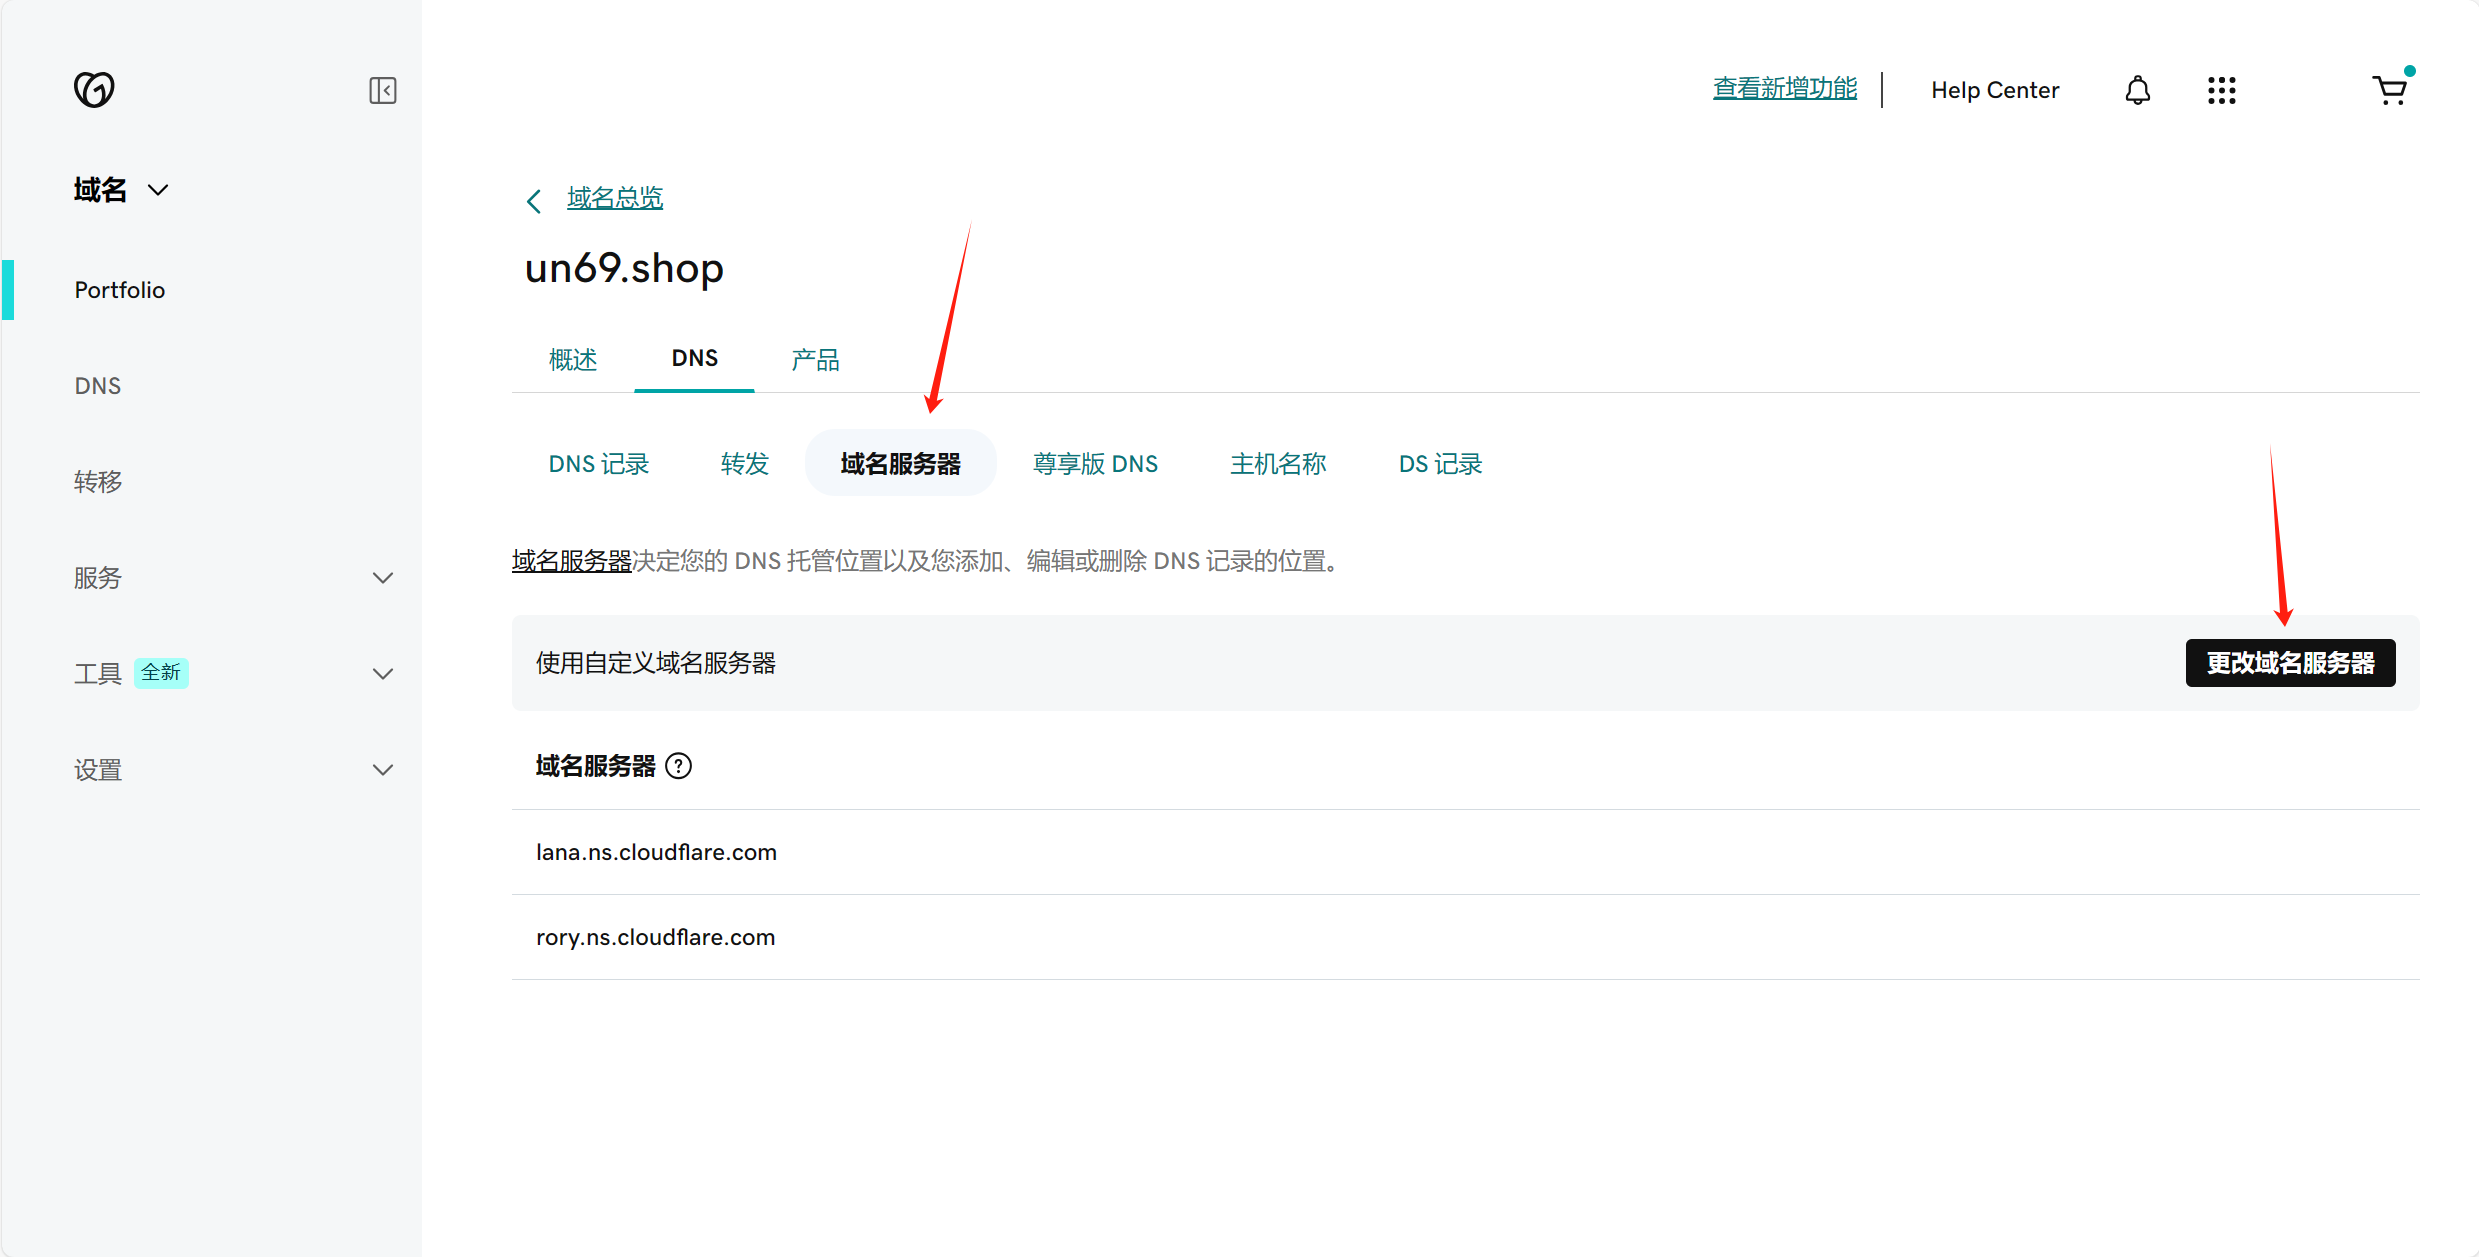 查看新增功能
Help Center
域名
Portfolio
DNS
转移
服务
工具 全新
设置
域名总览
un69.shop
概述 DNS 产品
DNS 记录 转发 域名服务器 尊享版 DNS 主机名称 DS 记录
域名服务器决定您的 DNS 托管位置以及您添加、编辑或删除 DNS 记录的位置。
使用自定义域名服务器 更改域名服务器
域名服务器 ?
lana.ns.cloudflare.com
rory.ns.cloudflare.com